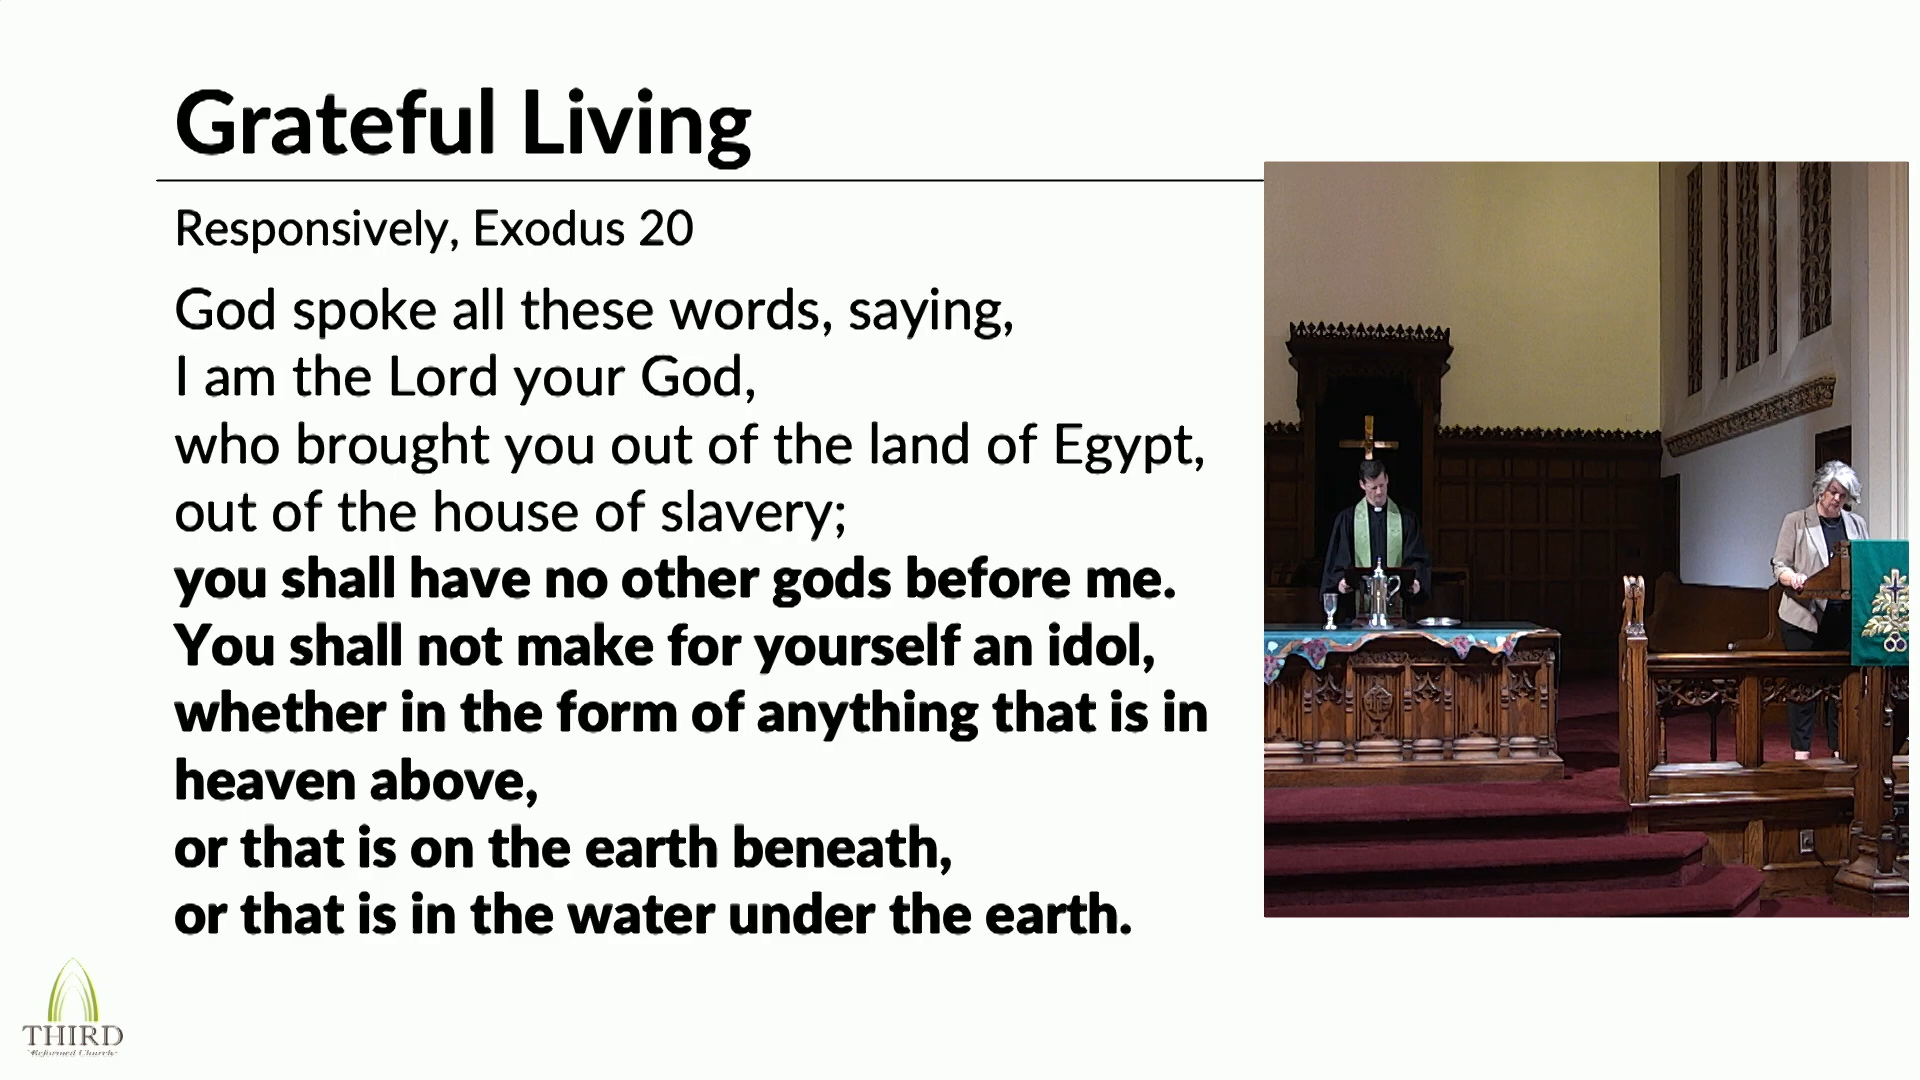 Grateful Living
Responsively, Exodus 20
God spoke all these words, saying,
I am the Lord your God,
who brought you out of the land of Egypt,
out of the house of slavery;
you shall have no other gods before me.
You shall not make for yourself an idol,
whether in the form of anything that is in
heaven above,
or that is on the earth beneath,
or that is in the water under the earth.
THIRD
Reformed Church